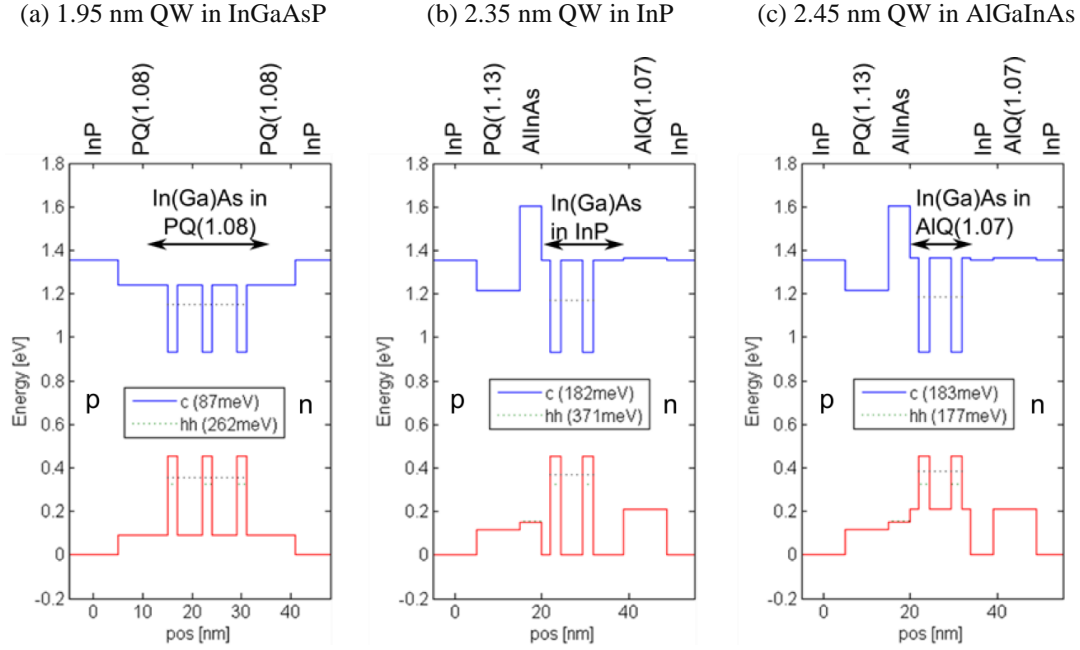 (a) 1.95 nm QW in InGaAsP
(b) 2.35 nm QW in InP
(c) 2.45 nm QW in AlGaInAs
InP
PQ(1.08)
PQ(1.08)
InP
InP
PQ(1.13)
AlInAs
AlQ(1.07)
InP
InP
PQ(1.13)
AlInAs
InP
AlQ(1.07)
InP
1.8
1.6
1.4
1.2
1
0.8
0.6
0.4
0.2
0
-0.2
Energy [eV]
In(Ga)As in
PQ(1.08)
p
n
c (87meV)
hh (262meV)
0
10
20
30
40
pos [nm]
1.8
1.6
1.4
1.2
1
0.8
0.6
0.4
0.2
0
-0.2
Energy [eV]
In(Ga)As
in InP
p
n
c (182meV)
hh (371meV)
0
20
40
pos [nm]
1.8
1.6
1.4
1.2
1
0.8
0.6
0.4
0.2
0
-0.2
Energy [eV]
In(Ga)As in
AlQ(1.07)
p
n
c (183meV)
hh (177meV)
0
20
40
pos [nm]